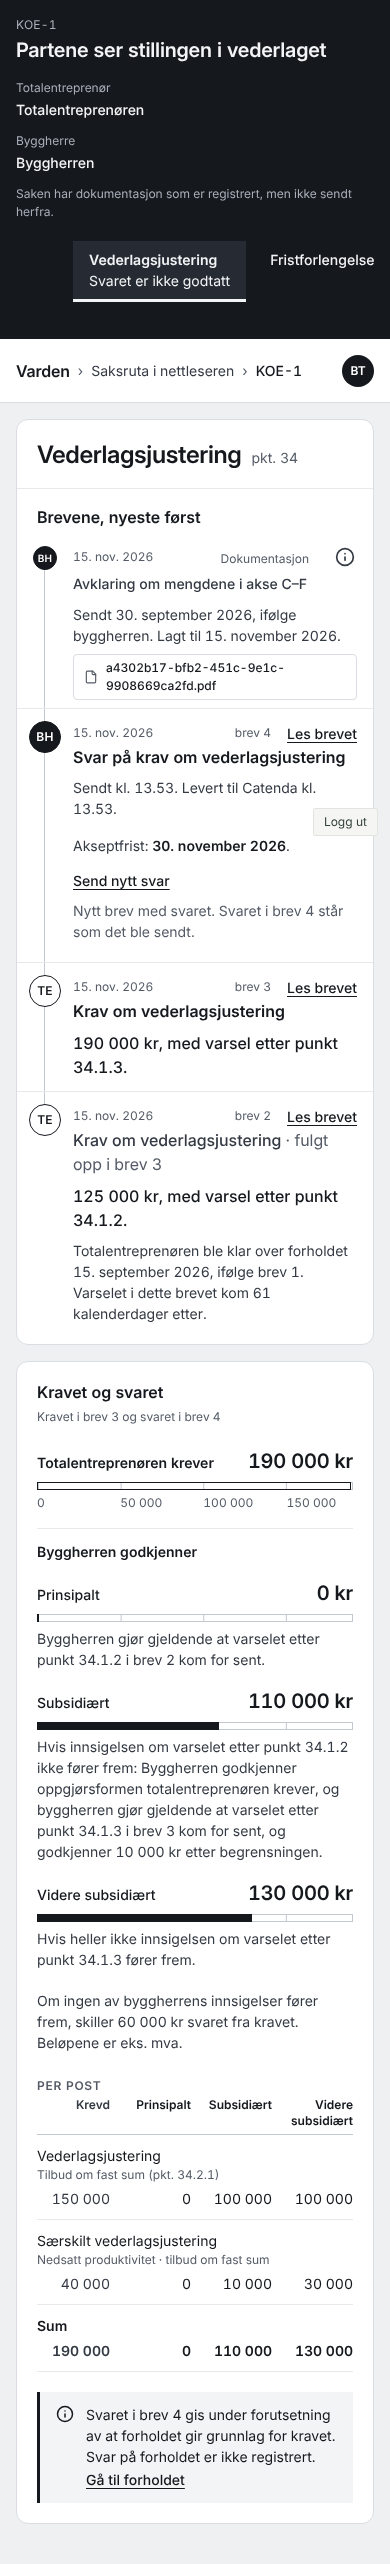 KOE-1
Partene ser stillingen i vederlaget
Totalentreprenør
Totalentreprenøren
Byggherre
Byggherren
Saken har dokumentasjon som er registrert, men ikke sendt
herfra.
Vederlagsjustering
Svaret er ikke godtatt
Fristforlengelse
Varden › Saksruta i nettleseren › KOE-1
BT
Vederlagsjustering pkt. 34
Brevene, nyeste først
BH 15. nov. 2026 Dokumentasjon
Avklaring om mengdene i akse C–F
Sendt 30. september 2026, ifølge
byggherren. Lagt til 15. november 2026.
a4302b17-bfb2-451c-9e1c-
9908669ca2fd.pdf
BH 15. nov. 2026 brev 4 Les brevet
Svar på krav om vederlagsjustering
Sendt kl. 13.53. Levert til Catenda kl.
13.53.
Logg ut
Akseptfrist: 30. november 2026.
Send nytt svar
Nytt brev med svaret. Svaret i brev 4 står
som det ble sendt.
TE 15. nov. 2026 brev 3 Les brevet
Krav om vederlagsjustering
190 000 kr, med varsel etter punkt
34.1.3.
TE 15. nov. 2026 brev 2 Les brevet
Krav om vederlagsjustering · fulgt
opp i brev 3
125 000 kr, med varsel etter punkt
34.1.2.
Totalentreprenøren ble klar over forholdet
15. september 2026, ifølge brev 1.
Varselet i dette brevet kom 61
kalenderdager etter.
Kravet og svaret
Kravet i brev 3 og svaret i brev 4
Totalentreprenøren krever 190 000 kr
0 50 000 100 000 150 000
Byggherren godkjenner
Prinsipalt 0 kr
Byggherren gjør gjeldende at varselet etter
punkt 34.1.2 i brev 2 kom for sent.
Subsidiært 110 000 kr
Hvis innsigelsen om varselet etter punkt 34.1.2
ikke fører frem: Byggherren godkjenner
oppgjørsformen totalentreprenøren krever, og
byggherren gjør gjeldende at varselet etter
punkt 34.1.3 i brev 3 kom for sent, og
godkjenner 10 000 kr etter begrensningen.
Videre subsidiært 130 000 kr
Hvis heller ikke innsigelsen om varselet etter
punkt 34.1.3 fører frem.
Om ingen av byggherrens innsigelser fører
frem, skiller 60 000 kr svaret fra kravet.
Beløpene er eks. mva.
PER POST
Krevd Prinsipalt Subsidiært Videre
subsidiært
Vederlagsjustering
Tilbud om fast sum (pkt. 34.2.1)
150 000 0 100 000 100 000
Særskilt vederlagsjustering
Nedsatt produktivitet · tilbud om fast sum
40 000 0 10 000 30 000
Sum
190 000 0 110 000 130 000
Svaret i brev 4 gis under forutsetning
av at forholdet gir grunnlag for kravet.
Svar på forholdet er ikke registrert.
Gå til forholdet